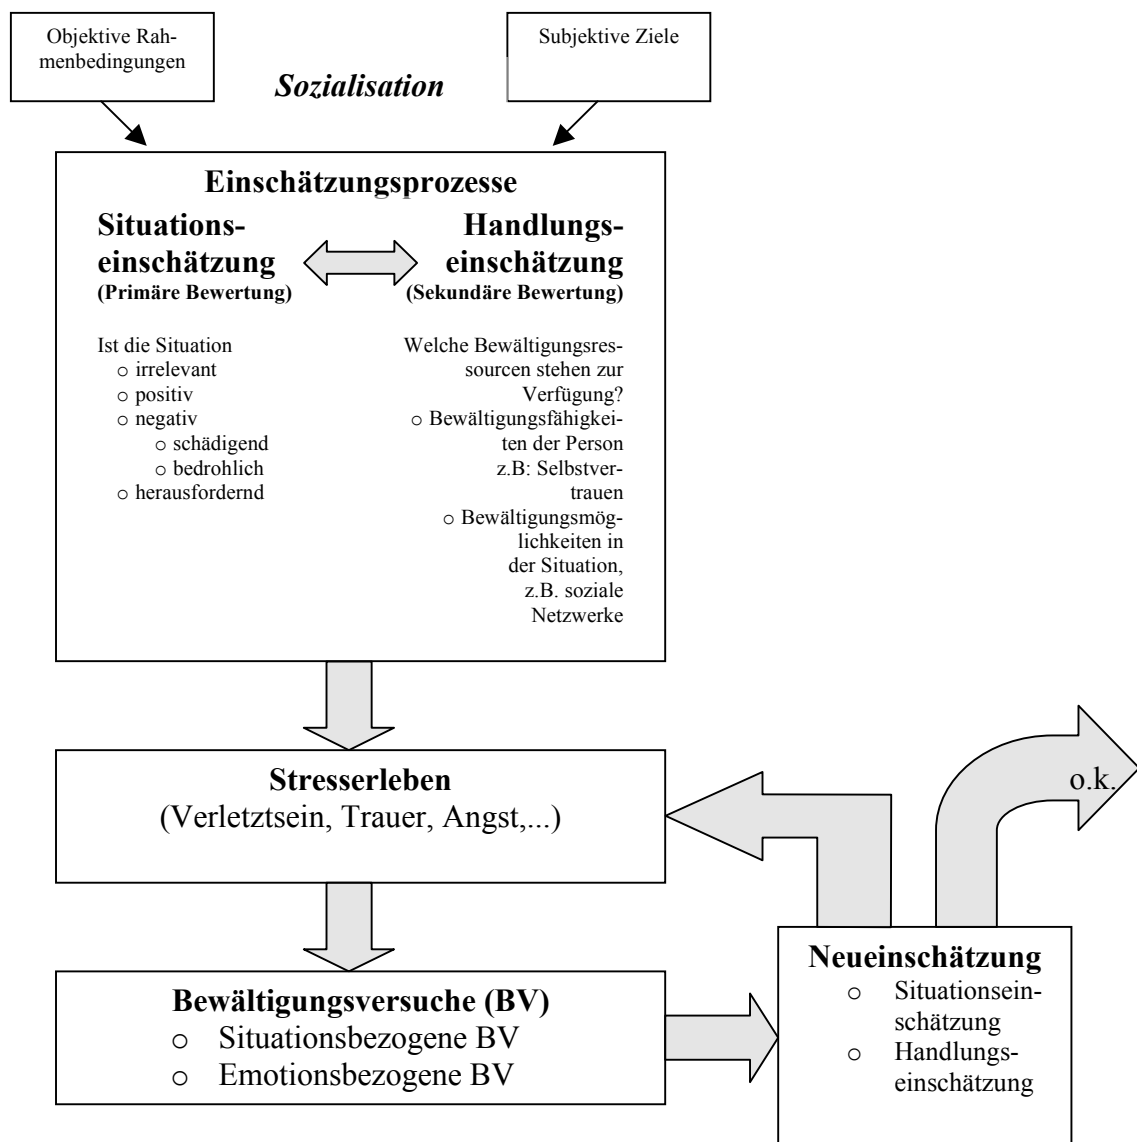 Objektive Rah-
menbedingungen
Subjektive Ziele
Sozialisation
Einschätzungsprozesse
Situations-
einschätzung
(Primäre Bewertung)
Handlungs-
einschätzung
(Sekundäre Bewertung)
Ist die Situation
o irrelevant
o positiv
o negativ
o schädigend
o bedrohlich
o herausfordernd
Welche Bewältigungsres-
sourcen stehen zur
Verfügung?
o Bewältigungsfähigkei-
ten der Person
z.B: Selbstver-
trauen
o Bewältigungsmög-
lichkeiten in
der Situation,
z.B. soziale
Netzwerke
Stresserleben
(Verletztsein, Trauer, Angst,...)
o.k.
Bewältigungsversuche (BV)
o Situationsbezogene BV
o Emotionsbezogene BV
Neueinschätzung
o Situationsein-
schätzung
o Handlungs-
einschätzung